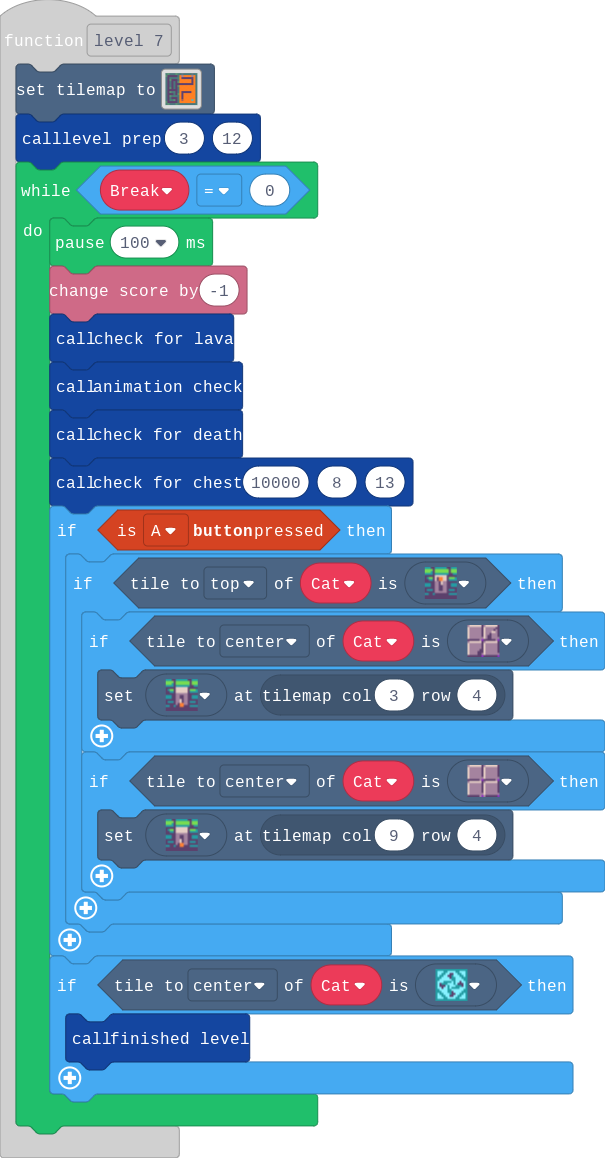 function level 7
set tilemap to
call level prep 3 12
while Break = 0
do
pause 100 ms
change score by -1
call check for lava
call animation check
call check for death
call check for chest 10000 8 13
if is A button pressed then
if tile to top of Cat is then
if tile to center of Cat is then
set at tilemap col 3 row 4
if tile to center of Cat is then
set at tilemap col 9 row 4
if tile to center of Cat is then
call finished level